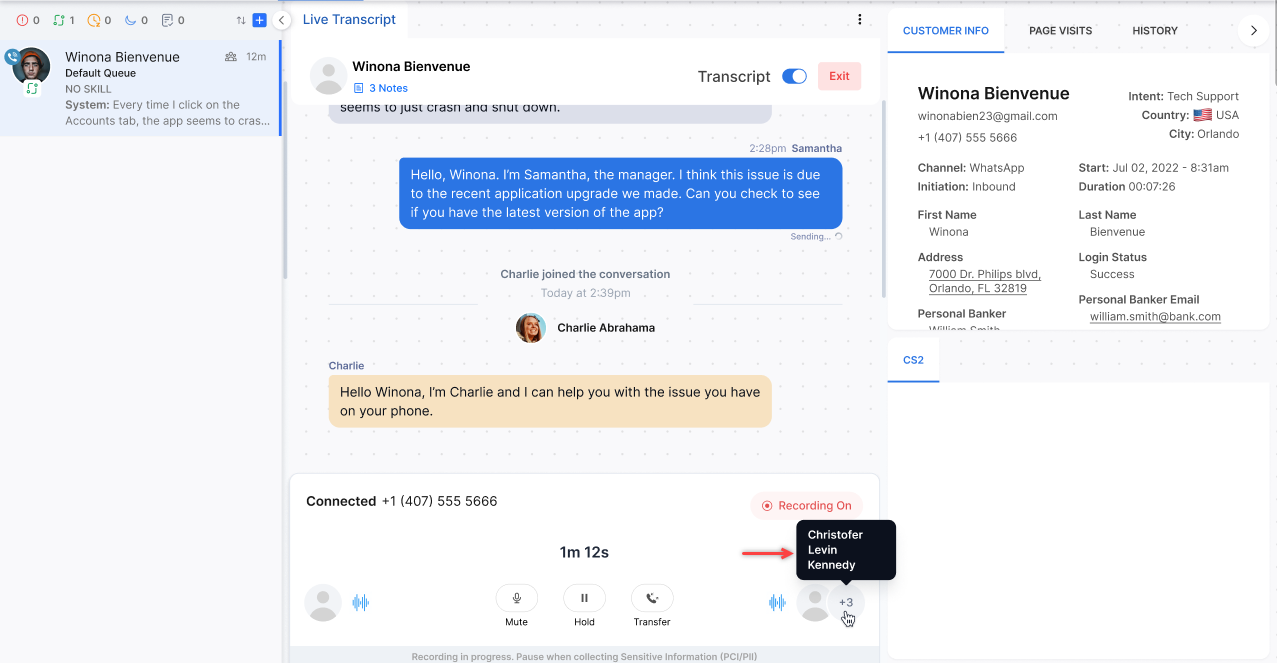 0 1 0 0 0
Winona Bienvenue 12m
Default Queue
NO SKILL
System: Every time I click on the
Accounts tab, the app seems to cras...
Live Transcript
Winona Bienvenue
3 Notes
Transcript
Exit
seems to just crash and shut down.
2:28pm Samantha
Hello, Winona. I'm Samantha, the manager. I think this issue is due
to the recent application upgrade we made. Can you check to see
if you have the latest version of the app?
Sending...
Charlie joined the conversation
Today at 2:39pm
Charlie Abrahama
Charlie
Hello Winona, I'm Charlie and I can help you with the issue you have
on your phone.
Connected +1 (407) 555 5666
Recording On
1m 12s
Christofer
Levin
Kennedy
+3
Mute Hold Transfer
Recording in progress. Pause when collecting Sensitive Information (PCI/PII)
CUSTOMER INFO PAGE VISITS HISTORY
Winona Bienvenue
winonabien23@gmail.com
+1 (407) 555 5666
Intent: Tech Support
Country: USA
City: Orlando
Channel: WhatsApp
Initiation: Inbound
Start: Jul 02, 2022 - 8:31am
Duration 00:07:26
First Name
Winona
Last Name
Bienvenue
Address
7000 Dr. Philips blvd,
Orlando, FL 32819
Login Status
Success
Personal Banker Email
william.smith@bank.com
Personal Banker
William Smith
CS2